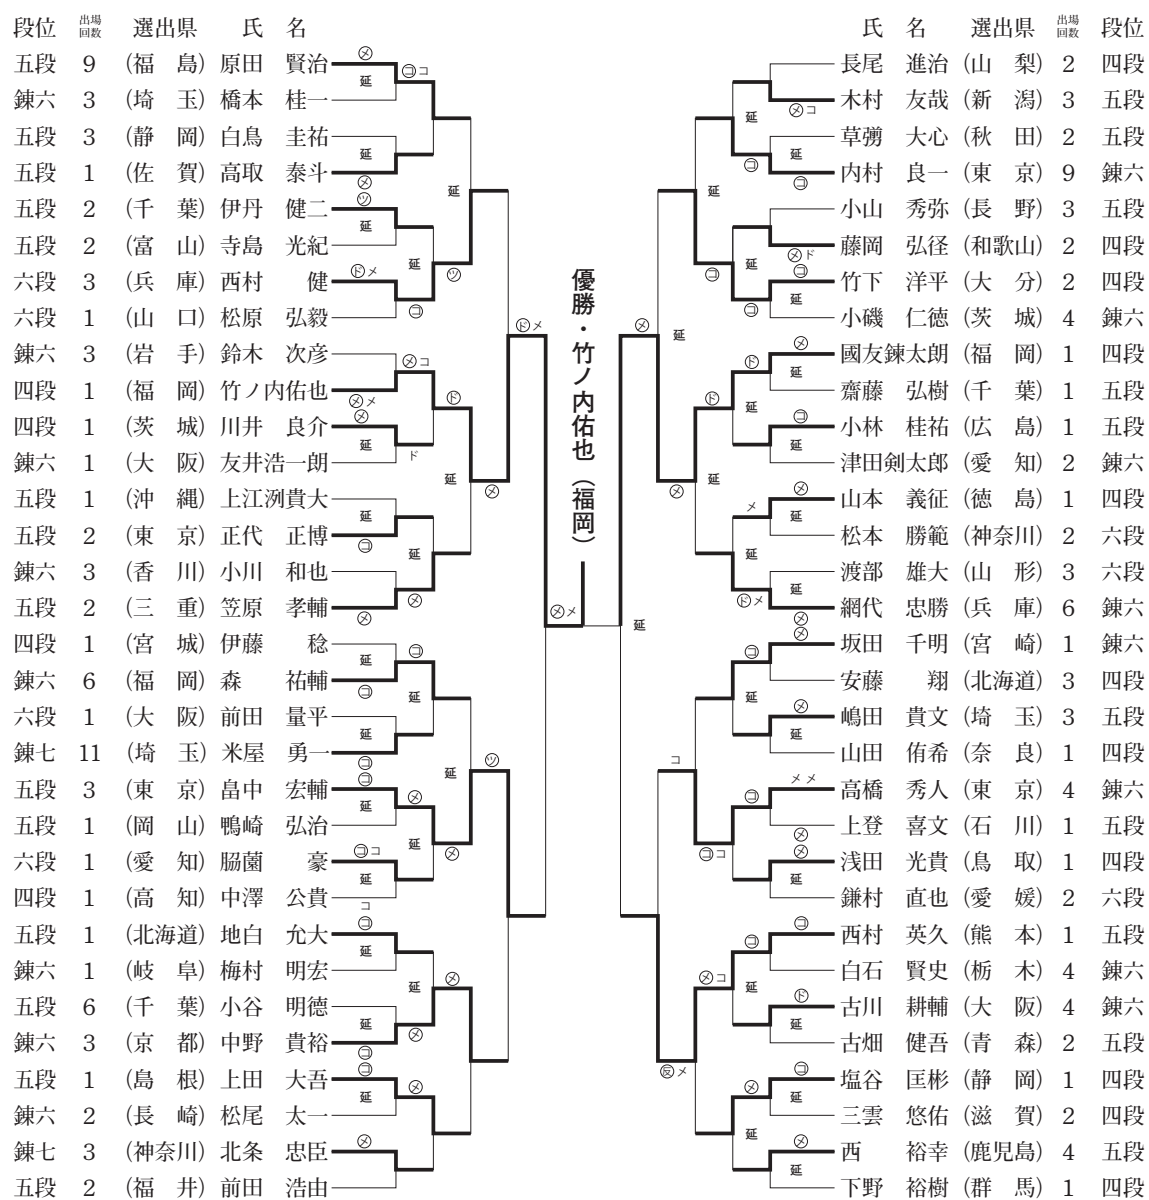 段位 出場回数 選出県 氏 名
五段 9 (福 島) 原田 賢治
錬六 3 (埼 玉) 橋本 桂一
五段 3 (静 岡) 白鳥 圭祐
五段 1 (佐 賀) 高取 泰斗
五段 2 (千 葉) 伊丹 健二
五段 2 (富 山) 寺島 光紀
六段 3 (兵 庫) 西村 健
六段 1 (山 口) 松原 弘毅
錬六 3 (岩 手) 鈴木 次彦
四段 1 (福 岡) 竹ノ内佑也
四段 1 (茨 城) 川井 良介
錬六 1 (大 阪) 友井浩一朗
五段 1 (沖 縄) 上江洌貴大
五段 2 (東 京) 正代 正博
錬六 3 (香 川) 小川 和也
五段 2 (三 重) 笠原 孝輔
四段 1 (宮 城) 伊藤 稔
錬六 6 (福 岡) 森 祐輔
六段 1 (大 阪) 前田 量平
錬七 11 (埼 玉) 米屋 勇一
五段 3 (東 京) 畠中 宏輔
五段 1 (岡 山) 鴨崎 弘治
六段 1 (愛 知) 脇薗 豪
四段 1 (高 知) 中澤 公貴
五段 1 (北海道) 地白 允大
錬六 1 (岐 阜) 梅村 明宏
五段 6 (千 葉) 小谷 明德
錬六 3 (京 都) 中野 貴裕
五段 1 (島 根) 上田 大吾
錬六 2 (長 崎) 松尾 太一
錬七 3 (神奈川) 北条 忠臣
五段 2 (福 井) 前田 浩由
優勝・竹ノ内佑也(福岡)
氏 名 選出県 出場回数 段位
長尾 進治 (山 梨) 2 四段
木村 友哉 (新 潟) 3 五段
草彅 大心 (秋 田) 2 五段
内村 良一 (東 京) 9 錬六
小山 秀弥 (長 野) 3 五段
藤岡 弘径 (和歌山) 2 四段
竹下 洋平 (大 分) 2 四段
小磯 仁徳 (茨 城) 4 錬六
國友錬太朗 (福 岡) 1 四段
齋藤 弘樹 (千 葉) 1 五段
小林 桂祐 (広 島) 1 五段
津田剣太郎 (愛 知) 2 錬六
山本 義征 (徳 島) 1 四段
松本 勝範 (神奈川) 2 六段
渡部 雄大 (山 形) 3 六段
網代 忠勝 (兵 庫) 6 錬六
坂田 千明 (宮 崎) 1 錬六
安藤 翔 (北海道) 3 四段
嶋田 貴文 (埼 玉) 3 五段
山田 侑希 (奈 良) 1 四段
高橋 秀人 (東 京) 4 錬六
上登 喜文 (石 川) 1 五段
浅田 光貴 (鳥 取) 1 四段
鎌村 直也 (愛 媛) 2 六段
西村 英久 (熊 本) 1 五段
白石 賢史 (栃 木) 4 錬六
古川 耕輔 (大 阪) 4 錬六
古畑 健吾 (青 森) 2 五段
塩谷 匡彬 (静 岡) 1 四段
三雲 悠佑 (滋 賀) 2 四段
西 裕幸 (鹿児島) 4 五段
下野 裕樹 (群 馬) 1 四段